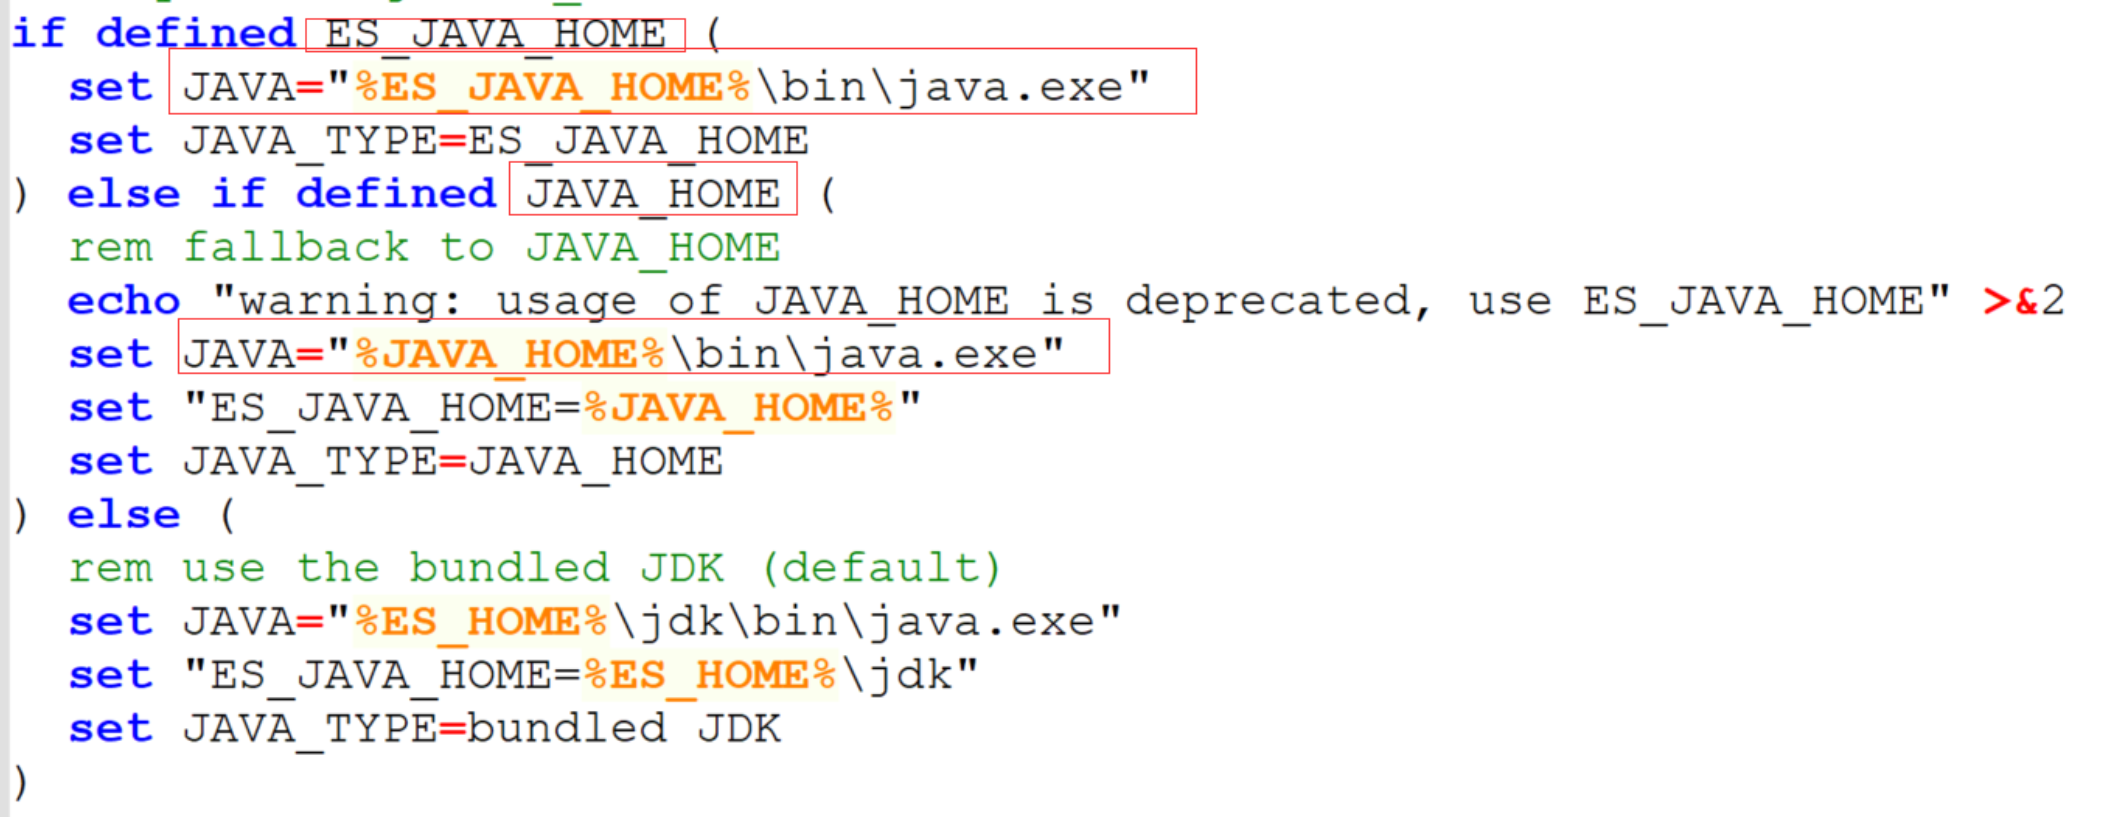 if defined ES_JAVA_HOME (
  set JAVA="%ES_JAVA_HOME%\bin\java.exe"
  set JAVA_TYPE=ES_JAVA_HOME
) else if defined JAVA_HOME (
  rem fallback to JAVA_HOME
  echo "warning: usage of JAVA_HOME is deprecated, use ES_JAVA_HOME" >&2
  set JAVA="%JAVA_HOME%\bin\java.exe"
  set "ES_JAVA_HOME=%JAVA_HOME%"
  set JAVA_TYPE=JAVA_HOME
) else (
  rem use the bundled JDK (default)
  set JAVA="%ES_HOME%\jdk\bin\java.exe"
  set "ES_JAVA_HOME=%ES_HOME%\jdk"
  set JAVA_TYPE=bundled JDK
)